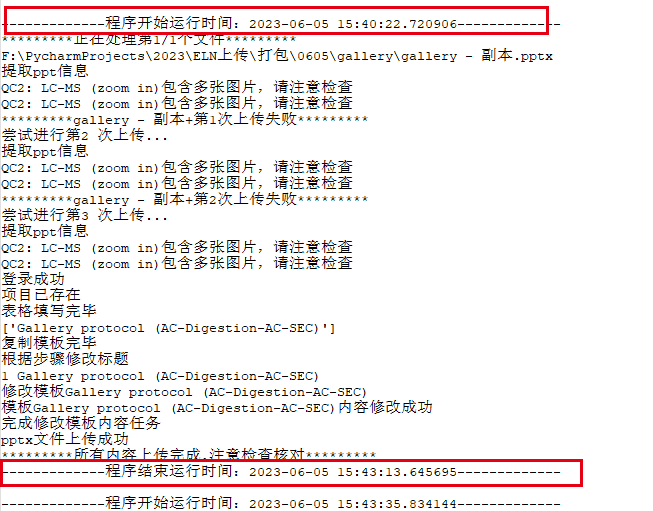 -------------程序开始运行时间: 2023-06-05 15:40:22.720906-------------
*********正在处理第1/1个文件*********
F:\PycharmProjects\2023\ELN上传\打包\0605\gallery\gallery - 副本.pptx
提取ppt信息
QC2: LC-MS (zoom in)包含多张图片，请注意检查
QC2: LC-MS (zoom in)包含多张图片，请注意检查
*********gallery - 副本+第1次上传失败*********
尝试进行第2 次上传...
提取ppt信息
QC2: LC-MS (zoom in)包含多张图片，请注意检查
QC2: LC-MS (zoom in)包含多张图片，请注意检查
*********gallery - 副本+第2次上传失败*********
尝试进行第3 次上传...
提取ppt信息
QC2: LC-MS (zoom in)包含多张图片，请注意检查
QC2: LC-MS (zoom in)包含多张图片，请注意检查
登录成功
项目已存在
表格填写完毕
['Gallery protocol (AC-Digestion-AC-SEC)']
复制模板完毕
根据步骤修改标题
1 Gallery protocol (AC-Digestion-AC-SEC)
修改模板Gallery protocol (AC-Digestion-AC-SEC)
模板Gallery protocol (AC-Digestion-AC-SEC)内容修改成功
完成修改模板内容任务
pptx文件上传成功
*********所有内容上传完成,注意检查核对*********
-------------程序结束运行时间: 2023-06-05 15:43:13.645695-------------
-------------程序开始运行时间: 2023-06-05 15:43:35.834144-------------